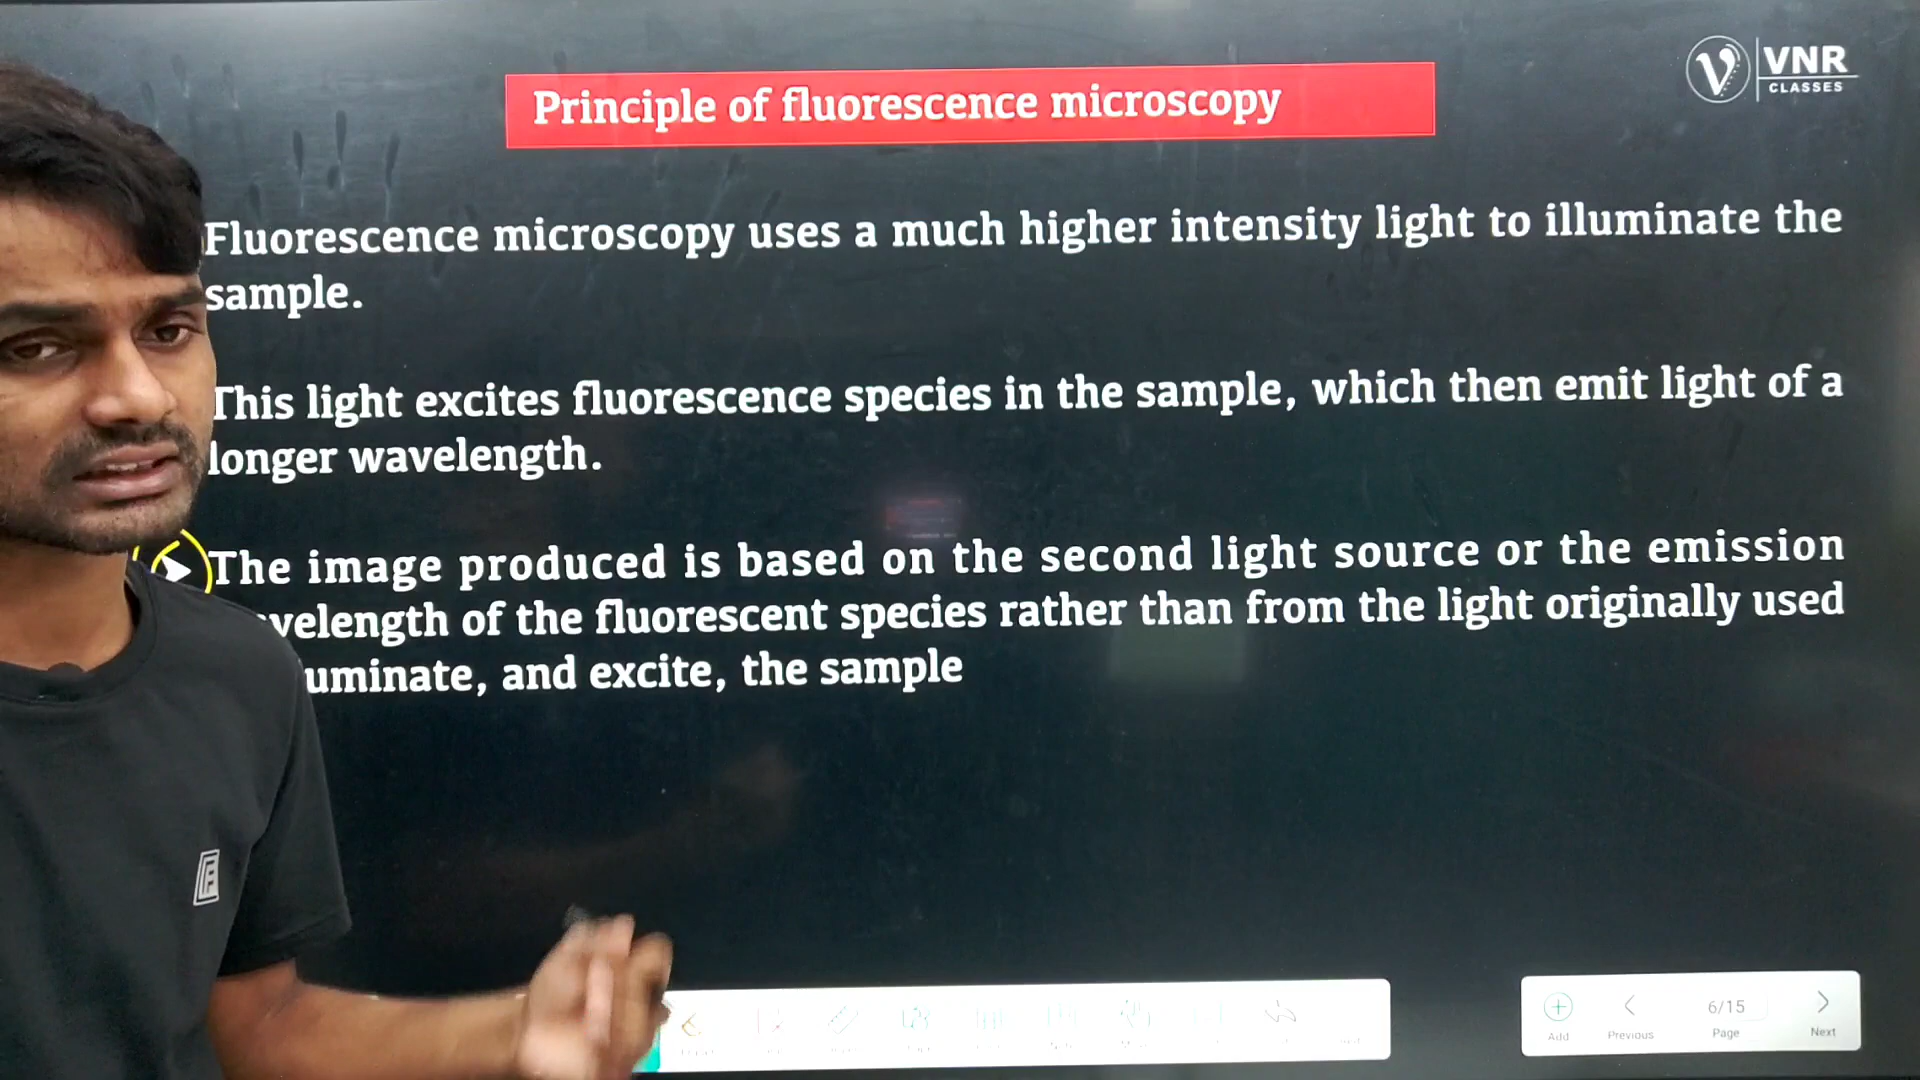 Principle of fluorescence microscopy
VNR
CLASSES
Fluorescence microscopy uses a much higher intensity light to illuminate the
sample.
This light excites fluorescence species in the sample, which then emit light of a
longer wavelength.
The image produced is based on the second light source or the emission
velength of the fluorescent species rather than from the light originally used
uminate, and excite, the sample
6/15
Add Previous Page Next